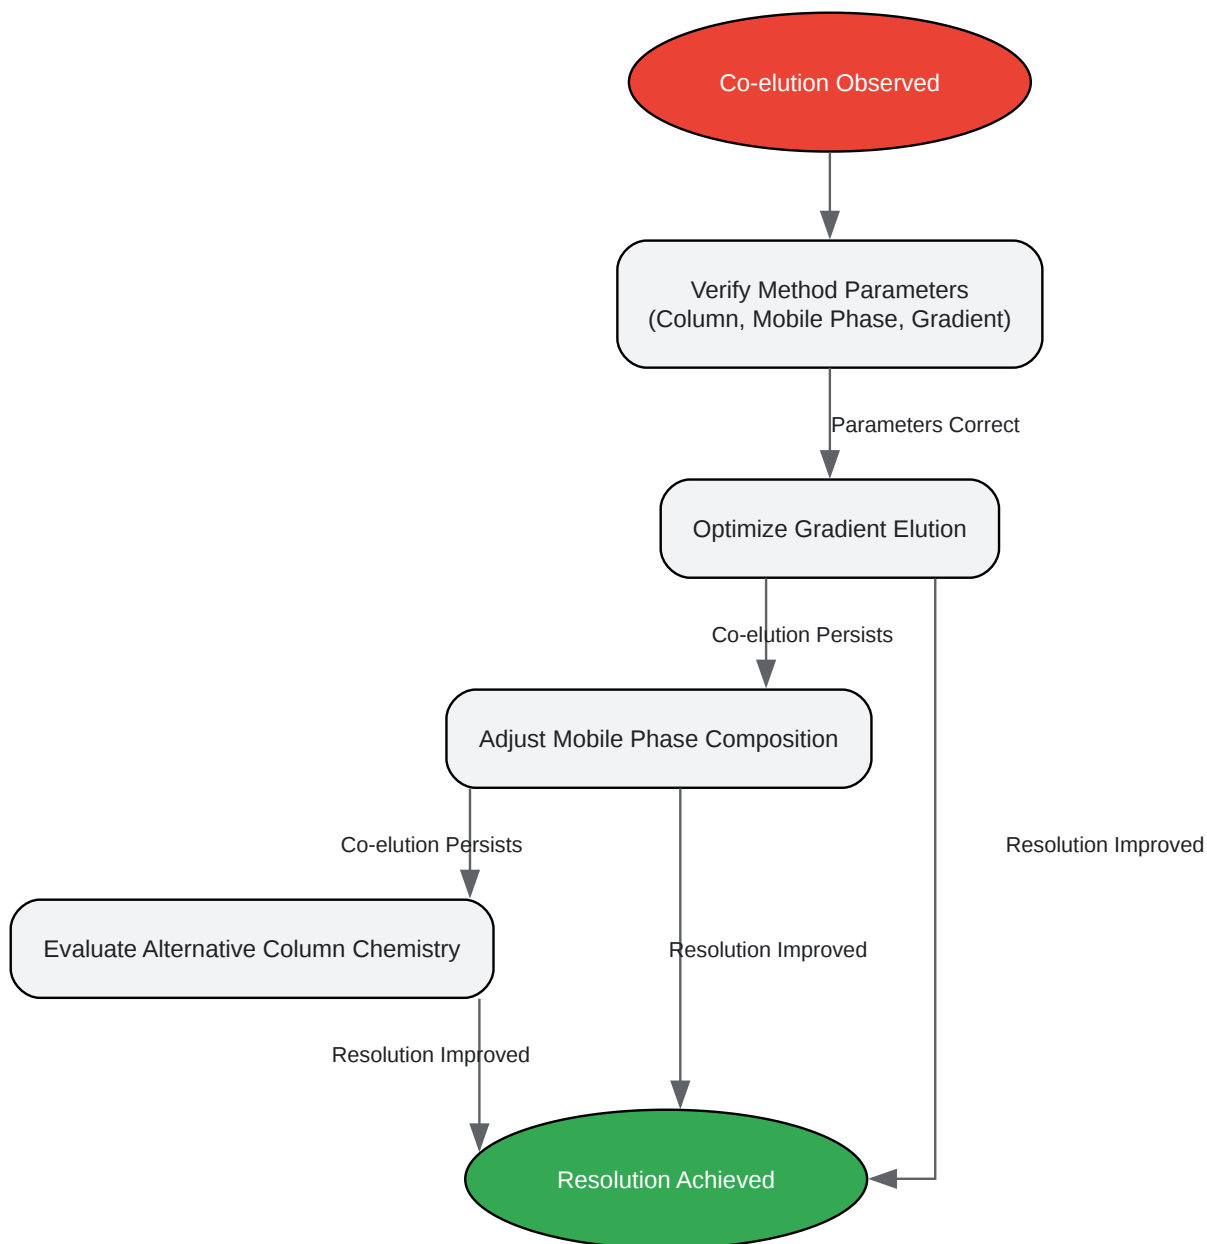 Co-elution Observed
Verify Method Parameters
(Column, Mobile Phase, Gradient)
Parameters Correct
Optimize Gradient Elution
Co-elution Persists
Adjust Mobile Phase Composition
Co-elution Persists
Resolution Improved
Evaluate Alternative Column Chemistry
Resolution Improved
Resolution Improved
Resolution Achieved